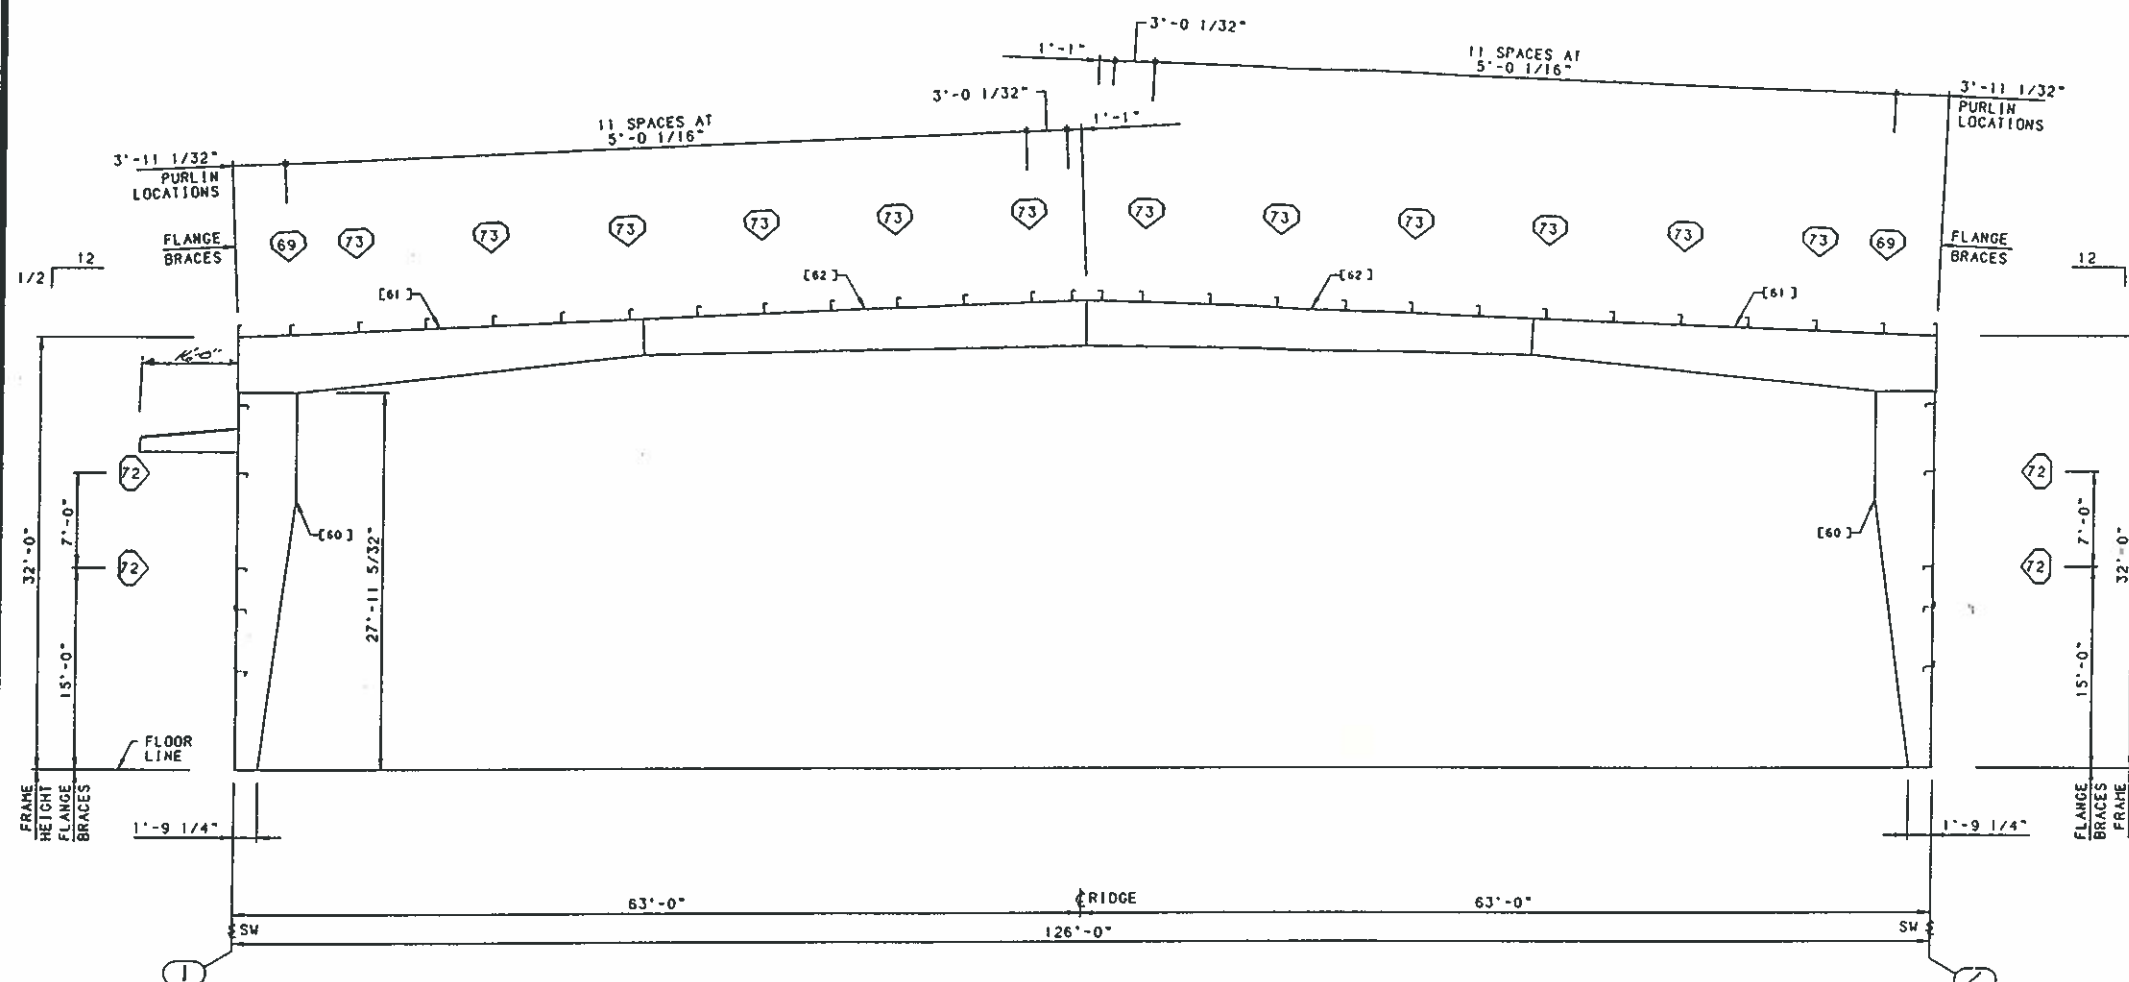 3'-0 1/32"
1'-1"
11 SPACES AT
5'-0 1/16"
3'-11 1/32"
PURLIN
LOCATIONS
3'-0 1/32"
1'-1"
11 SPACES AT
5'-0 1/16"
3'-11 1/32"
PURLIN
LOCATIONS
FLANGE
BRACES
69 73 73 73 73 73 73 73 73 73 73 73 73 69
FLANGE
BRACES
12
1/2
12
[61]
[62]
[62]
[61]
72
72
7'-0"
32'-0"
15'-0"
[60]
27'-11 5/32"
[60]
72
72
7'-0"
32'-0"
15'-0"
FLOOR
LINE
FRAME
HEIGHT
FLANGE
BRACES
1'-9 1/4"
FLANGE
BRACES
FRAME
1'-9 1/4"
63'-0"
RIDGE
63'-0"
SW
126'-0"
SW
1